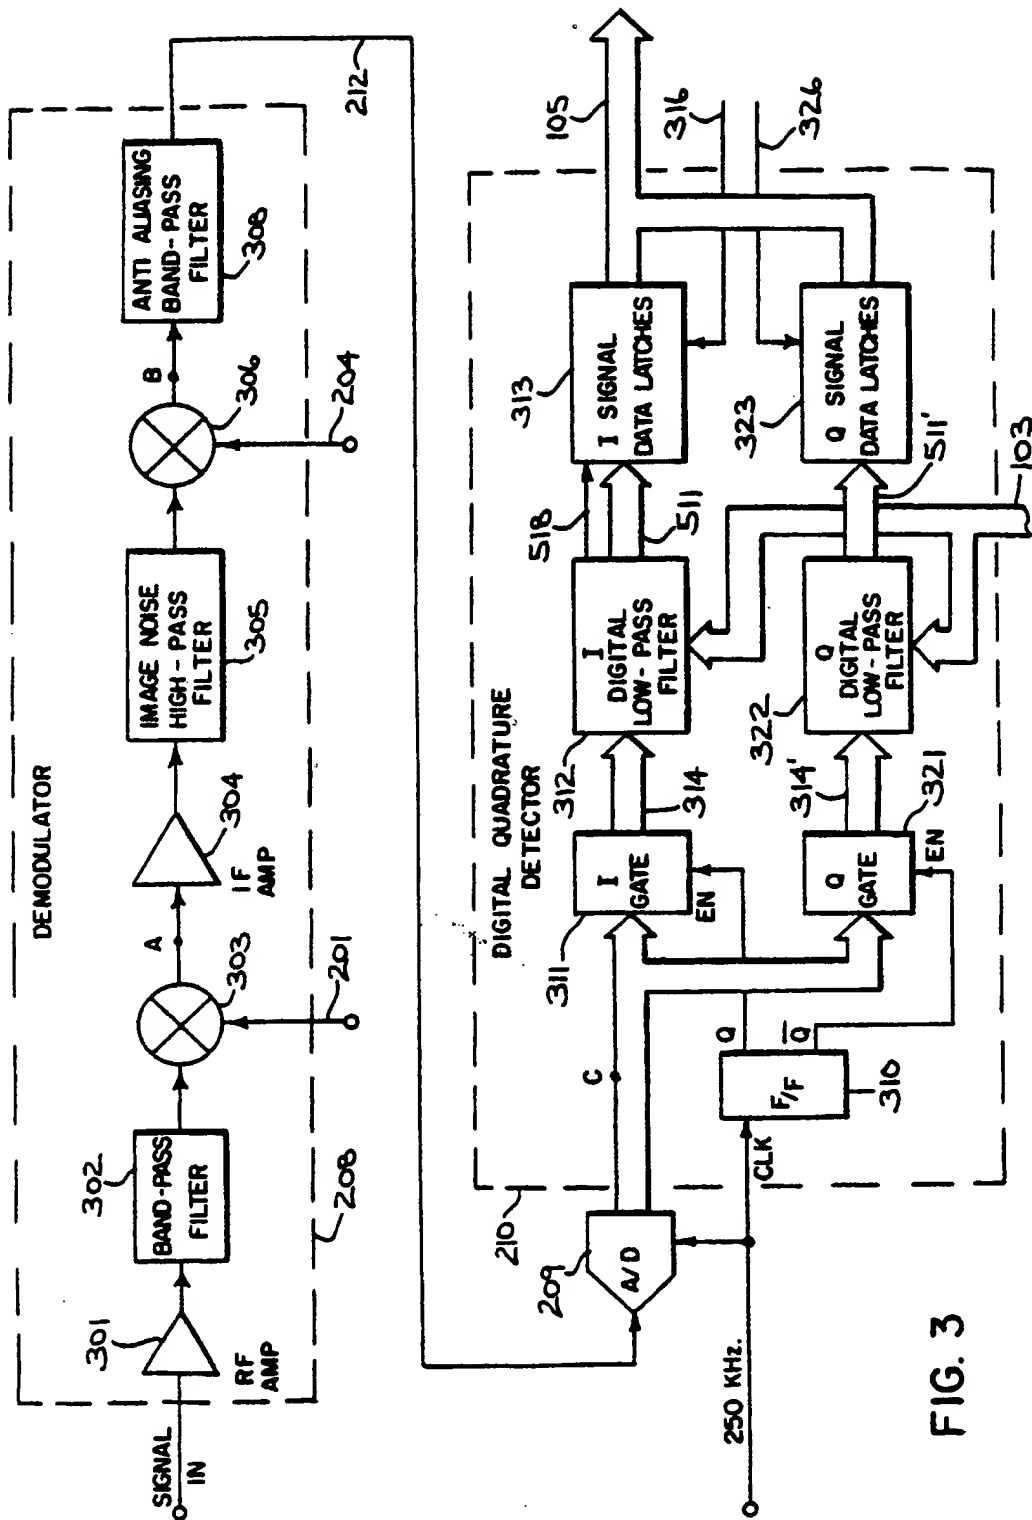 DEMODULATOR
SIGNAL
IN
301
RF
AMP
302
BAND-PASS
FILTER
208
303
201
A
304
IF
AMP
IMAGE NOISE
HIGH-PASS
FILTER
305
306
204
B
ANTI ALIASING
BAND-PASS
FILTER
308
212
DIGITAL QUADRATURE
DETECTOR
210
209
A/D
C
250 KHz.
CLK
F/F
310
Q
Q̅
311
I
GATE
EN
314
312
I
DIGITAL
LOW-PASS
FILTER
518
511
313
I SIGNAL
DATA LATCHES
105
316
326
Q
GATE
EN
321
314'
322
Q
DIGITAL
LOW-PASS
FILTER
511'
323
Q SIGNAL
DATA LATCHES
103
FIG. 3